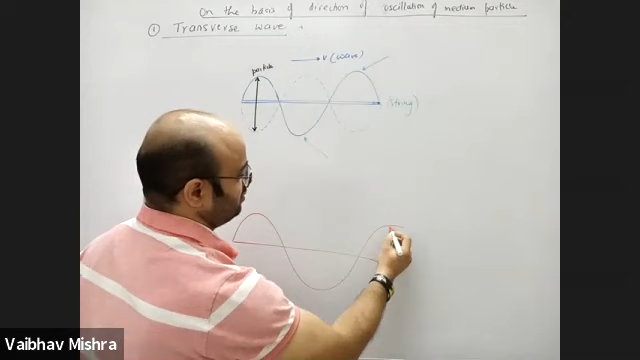 On the basis of direction of oscillation of medium particle
① Transverse wave .
particle
v (wave)
(string)
Vaibhav Mishra